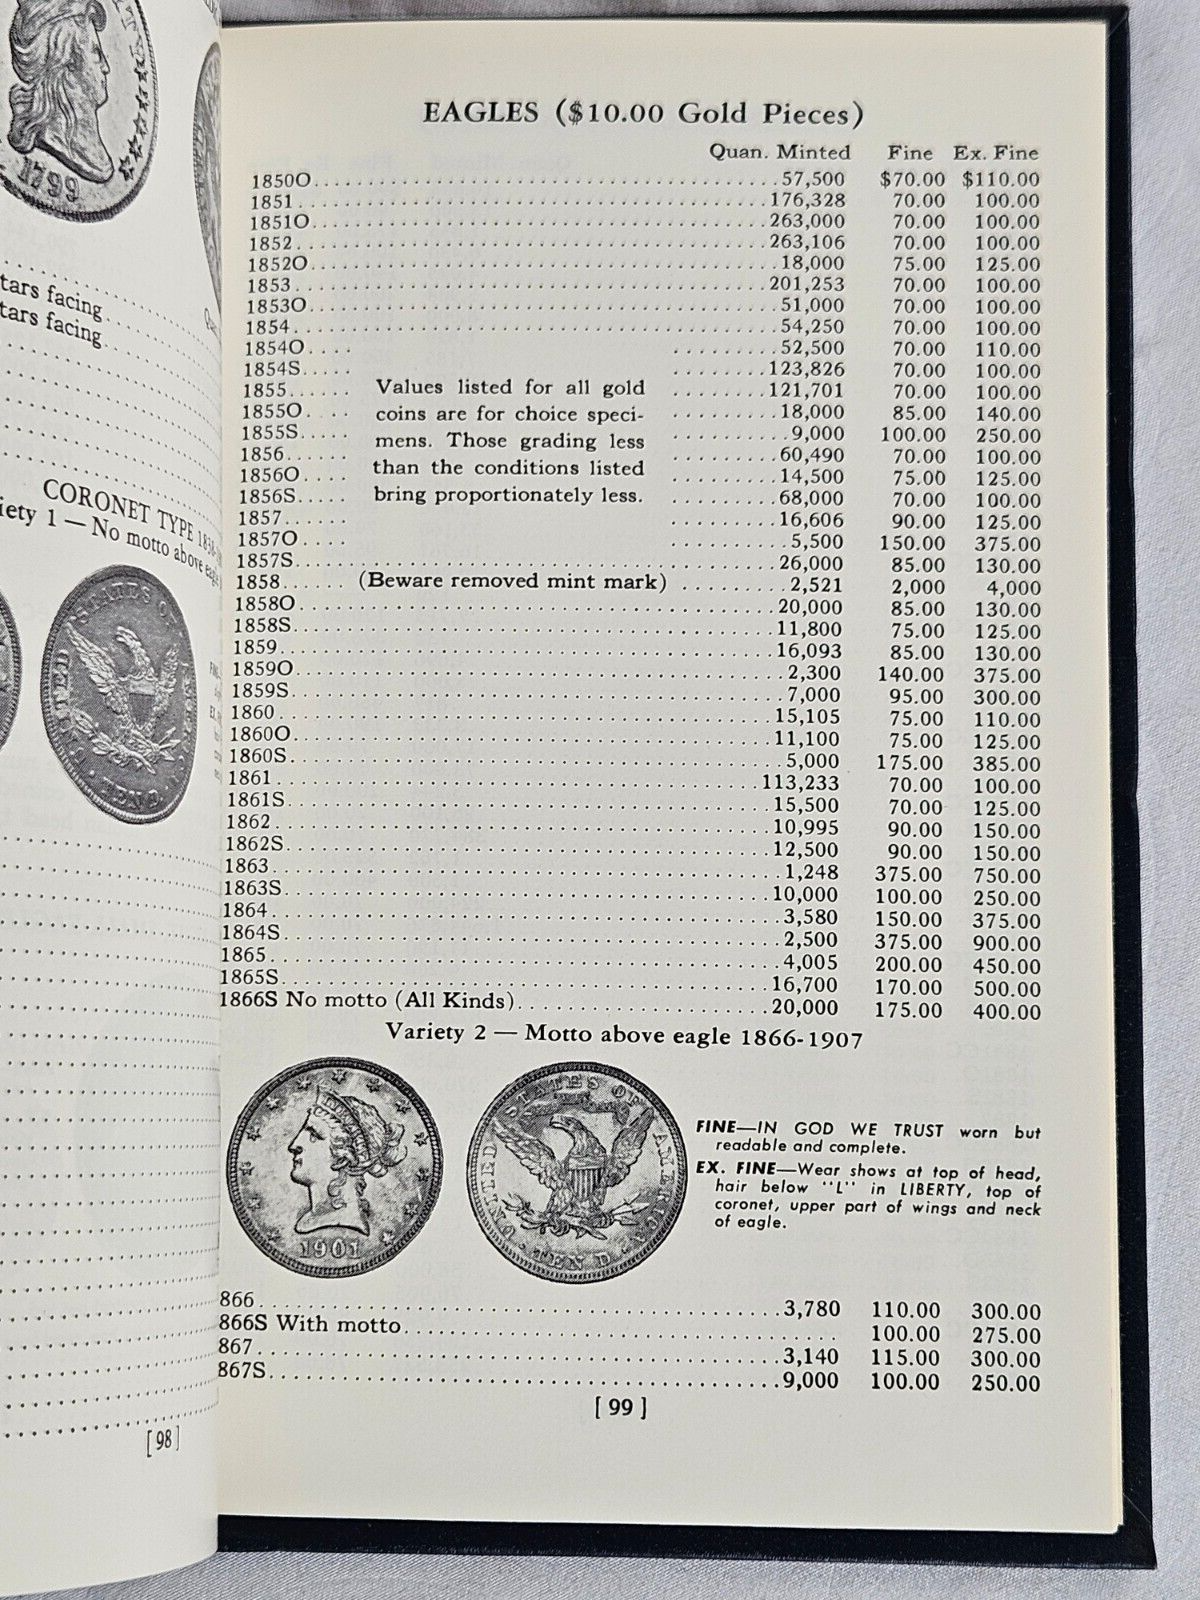 1799
tars facing
tars facing
CORONET TYPE
iety 1 — No motto above eagle
STATES OF
UNITED
TEN D.
[98]
EAGLES ($10.00 Gold Pieces)
Quan. Minted Fine Ex. Fine
1850O 57,500 $70.00 $110.00
1851 176,328 70.00 100.00
1851O 263,000 70.00 100.00
1852 263,106 70.00 100.00
1852O 18,000 75.00 125.00
1853 201,253 70.00 100.00
1853O 51,000 70.00 100.00
1854 54,250 70.00 100.00
1854O 52,500 70.00 110.00
1854S 123,826 70.00 100.00
1855 121,701 70.00 100.00
1855O 18,000 85.00 140.00
1855S 9,000 100.00 250.00
1856 60,490 70.00 100.00
1856O 14,500 75.00 125.00
1856S 68,000 70.00 100.00
1857 16,606 90.00 125.00
1857O 5,500 150.00 375.00
1857S 26,000 85.00 130.00
1858 (Beware removed mint mark) 2,521 2,000 4,000
1858O 20,000 85.00 130.00
1858S 11,800 75.00 125.00
1859 16,093 85.00 130.00
1859O 2,300 140.00 375.00
1859S 7,000 95.00 300.00
1860 15,105 75.00 110.00
1860O 11,100 75.00 125.00
1860S 5,000 175.00 385.00
1861 113,233 70.00 100.00
1861S 15,500 70.00 125.00
1862 10,995 90.00 150.00
1862S 12,500 90.00 150.00
1863 1,248 375.00 750.00
1863S 10,000 100.00 250.00
1864 3,580 150.00 375.00
1864S 2,500 375.00 900.00
1865 4,005 200.00 450.00
1865S 16,700 170.00 500.00
1866S No motto (All Kinds) 20,000 175.00 400.00
Values listed for all gold
coins are for choice speci-
mens. Those grading less
than the conditions listed
bring proportionately less.
Variety 2 — Motto above eagle 1866-1907
LIBERTY
1901
UNITED STATES OF AMERICA
TEN D.
FINE—IN GOD WE TRUST worn but
readable and complete.
EX. FINE—Wear shows at top of head,
hair below "L" in LIBERTY, top of
coronet, upper part of wings and neck
of eagle.
866 3,780 110.00 300.00
866S With motto 100.00 275.00
867 3,140 115.00 300.00
867S 9,000 100.00 250.00
[99]